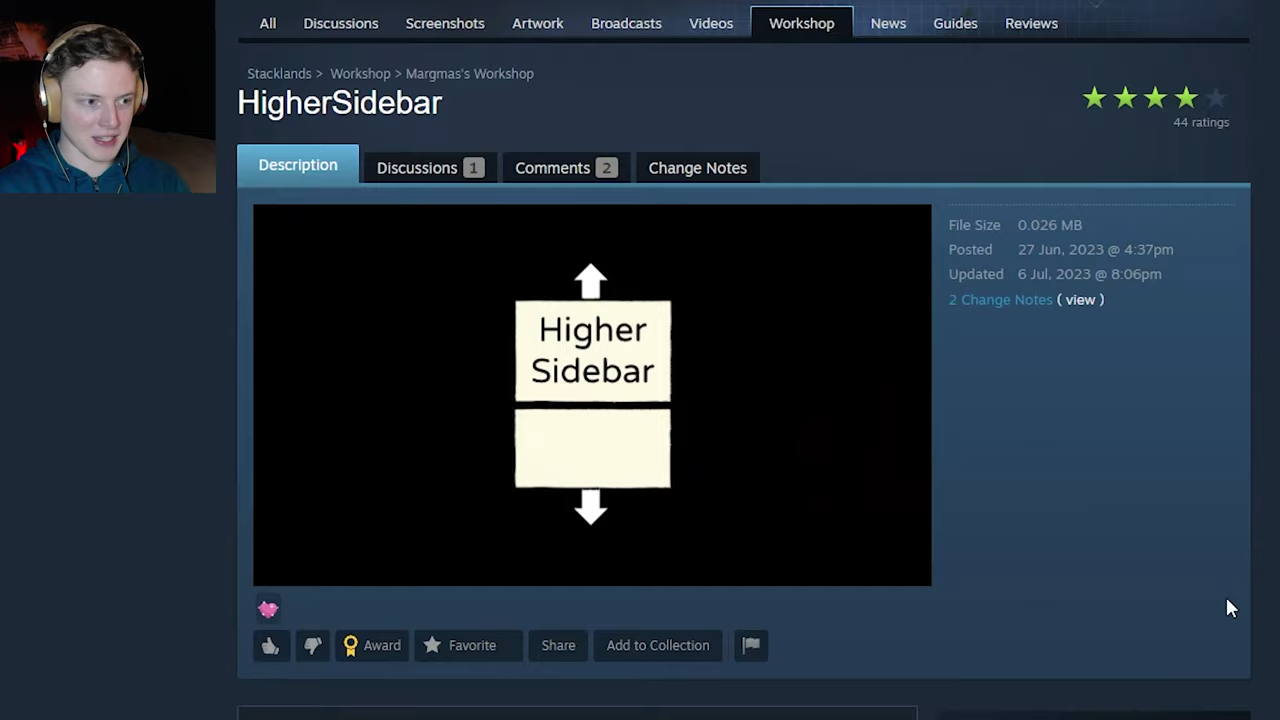 All Discussions Screenshots Artwork Broadcasts Videos Workshop News Guides Reviews
Stacklands > Workshop > Margmas's Workshop
HigherSidebar
44 ratings
Description Discussions 1 Comments 2 Change Notes
File Size 0.026 MB
Posted 27 Jun, 2023 @ 4:37pm
Updated 6 Jul, 2023 @ 8:06pm
2 Change Notes ( view )
Higher
Sidebar
Award Favorite Share Add to Collection